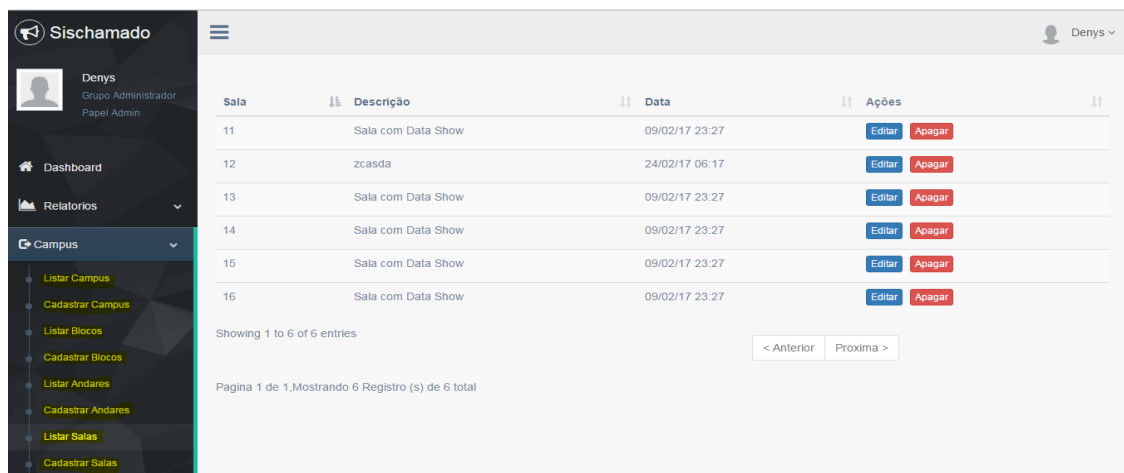 Sischamado
Denys
Denys
Grupo Administrador
Papel Admin
Dashboard
Relatorios
Campus
Listar Campus
Cadastrar Campus
Listar Blocos
Cadastrar Blocos
Listar Andares
Cadastrar Andares
Listar Salas
Cadastrar Salas
Sala Descrição Data Ações
11 Sala com Data Show 09/02/17 23:27 Editar Apagar
12 zcasda 24/02/17 06:17 Editar Apagar
13 Sala com Data Show 09/02/17 23:27 Editar Apagar
14 Sala com Data Show 09/02/17 23:27 Editar Apagar
15 Sala com Data Show 09/02/17 23:27 Editar Apagar
16 Sala com Data Show 09/02/17 23:27 Editar Apagar
Showing 1 to 6 of 6 entries
< Anterior Proxima >
Pagina 1 de 1,Mostrando 6 Registro (s) de 6 total